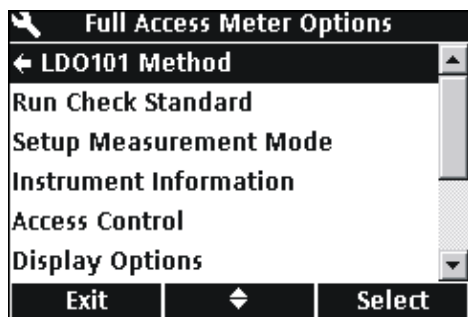 Full Access Meter Options
← LDO101 Method
Run Check Standard
Setup Measurement Mode
Instrument Information
Access Control
Display Options
Exit Select